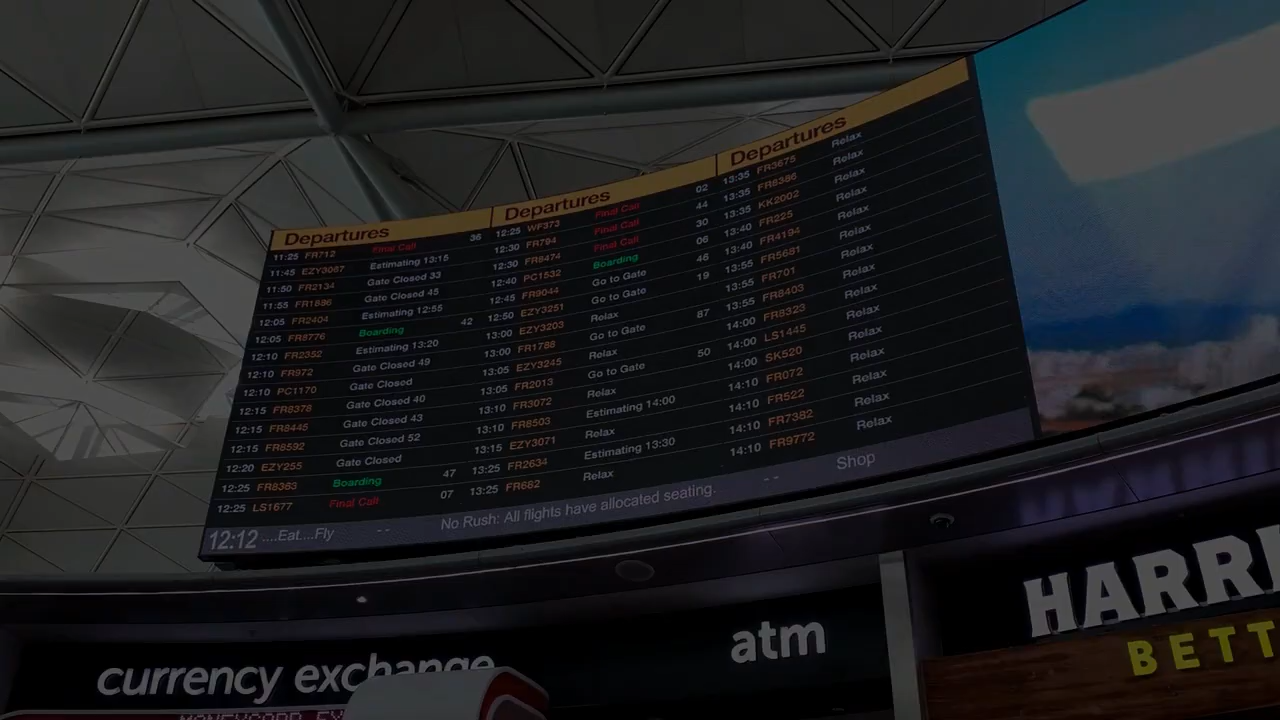 Departures
11:25 FR712 Final Call 36
11:45 EZY3067 Estimating 13:15
11:50 FR2134 Gate Closed 33
11:55 FR1886 Gate Closed 45
12:05 FR2404 Estimating 12:55
12:05 FR8776 Boarding 42
12:10 FR2352 Estimating 13:20
12:10 FR972 Gate Closed 49
12:10 PC1170 Gate Closed
12:15 FR8378 Gate Closed 40
12:15 FR8445 Gate Closed 43
12:15 FR8592 Gate Closed 52
12:20 EZY255 Gate Closed
12:25 FR8383 Boarding 47
12:25 LS1677 Final Call 07
Departures
12:25 WF373 Final Call 02
12:30 FR794 Final Call 44
12:30 FR8474 Final Call 30
12:40 PC1532 Boarding 06
12:45 FR9044 Go to Gate 46
12:50 EZY3251 Go to Gate 19
13:00 EZY3203 Relax
13:00 FR1788 Go to Gate 87
13:05 EZY3245 Relax
13:05 FR2013 Go to Gate 50
13:10 FR3072 Relax
13:10 FR8503 Estimating 14:00
13:15 EZY3071 Relax
13:25 FR2634 Estimating 13:30
13:25 FR682 Relax
Departures
13:35 FR3675 Relax
13:35 FR8386 Relax
13:35 KK2002 Relax
13:40 FR225 Relax
13:40 FR4194 Relax
13:55 FR5681 Relax
13:55 FR701 Relax
13:55 FR8403 Relax
14:00 FR8323 Relax
14:00 LS1445 Relax
14:00 SK520 Relax
14:10 FR072 Relax
14:10 FR522 Relax
14:10 FR7382 Relax
14:10 FR9772 Relax
12:12 ....Eat....Fly -- No Rush: All flights have allocated seating. -- Shop
currency exchange
atm
HARRI
BETT